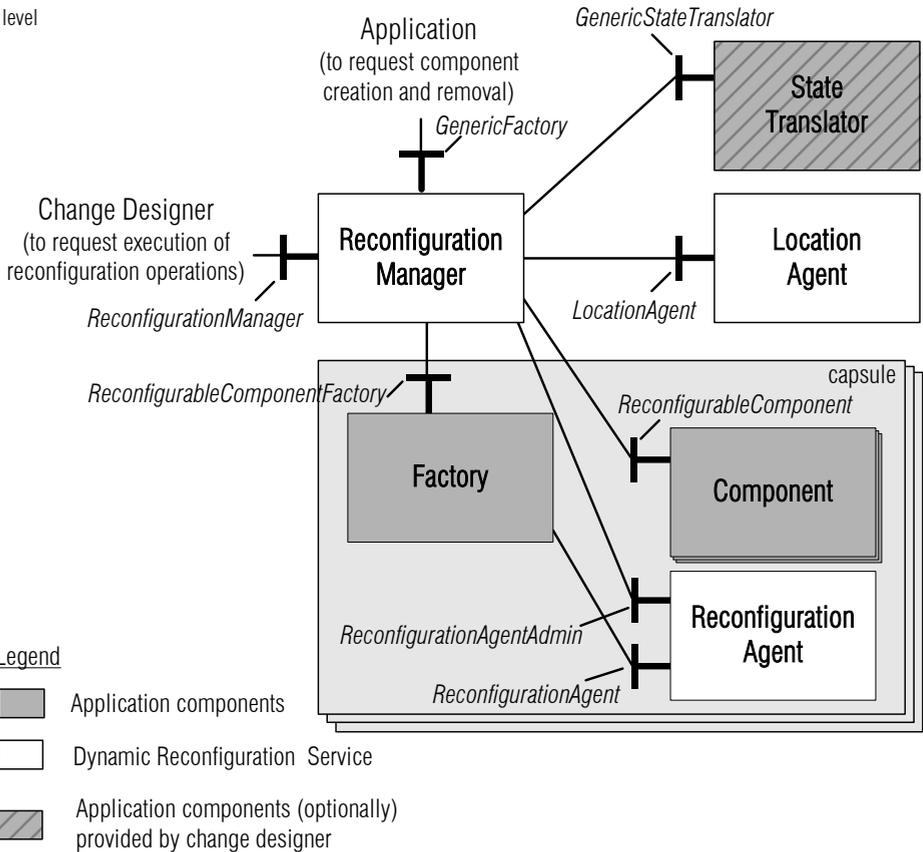 level
GenericStateTranslator
Application
(to request component
creation and removal)
GenericFactory
State
Translator
Change Designer
(to request execution of
reconfiguration operations)
ReconfigurationManager
Reconfiguration
Manager
Location
Agent
LocationAgent
capsule
ReconfigurableComponentFactory
ReconfigurableComponent
Factory
Component
ReconfigurationAgentAdmin
Reconfiguration
Agent
ReconfigurationAgent
Legend
Application components
Dynamic Reconfiguration Service
Application components (optionally)
provided by change designer